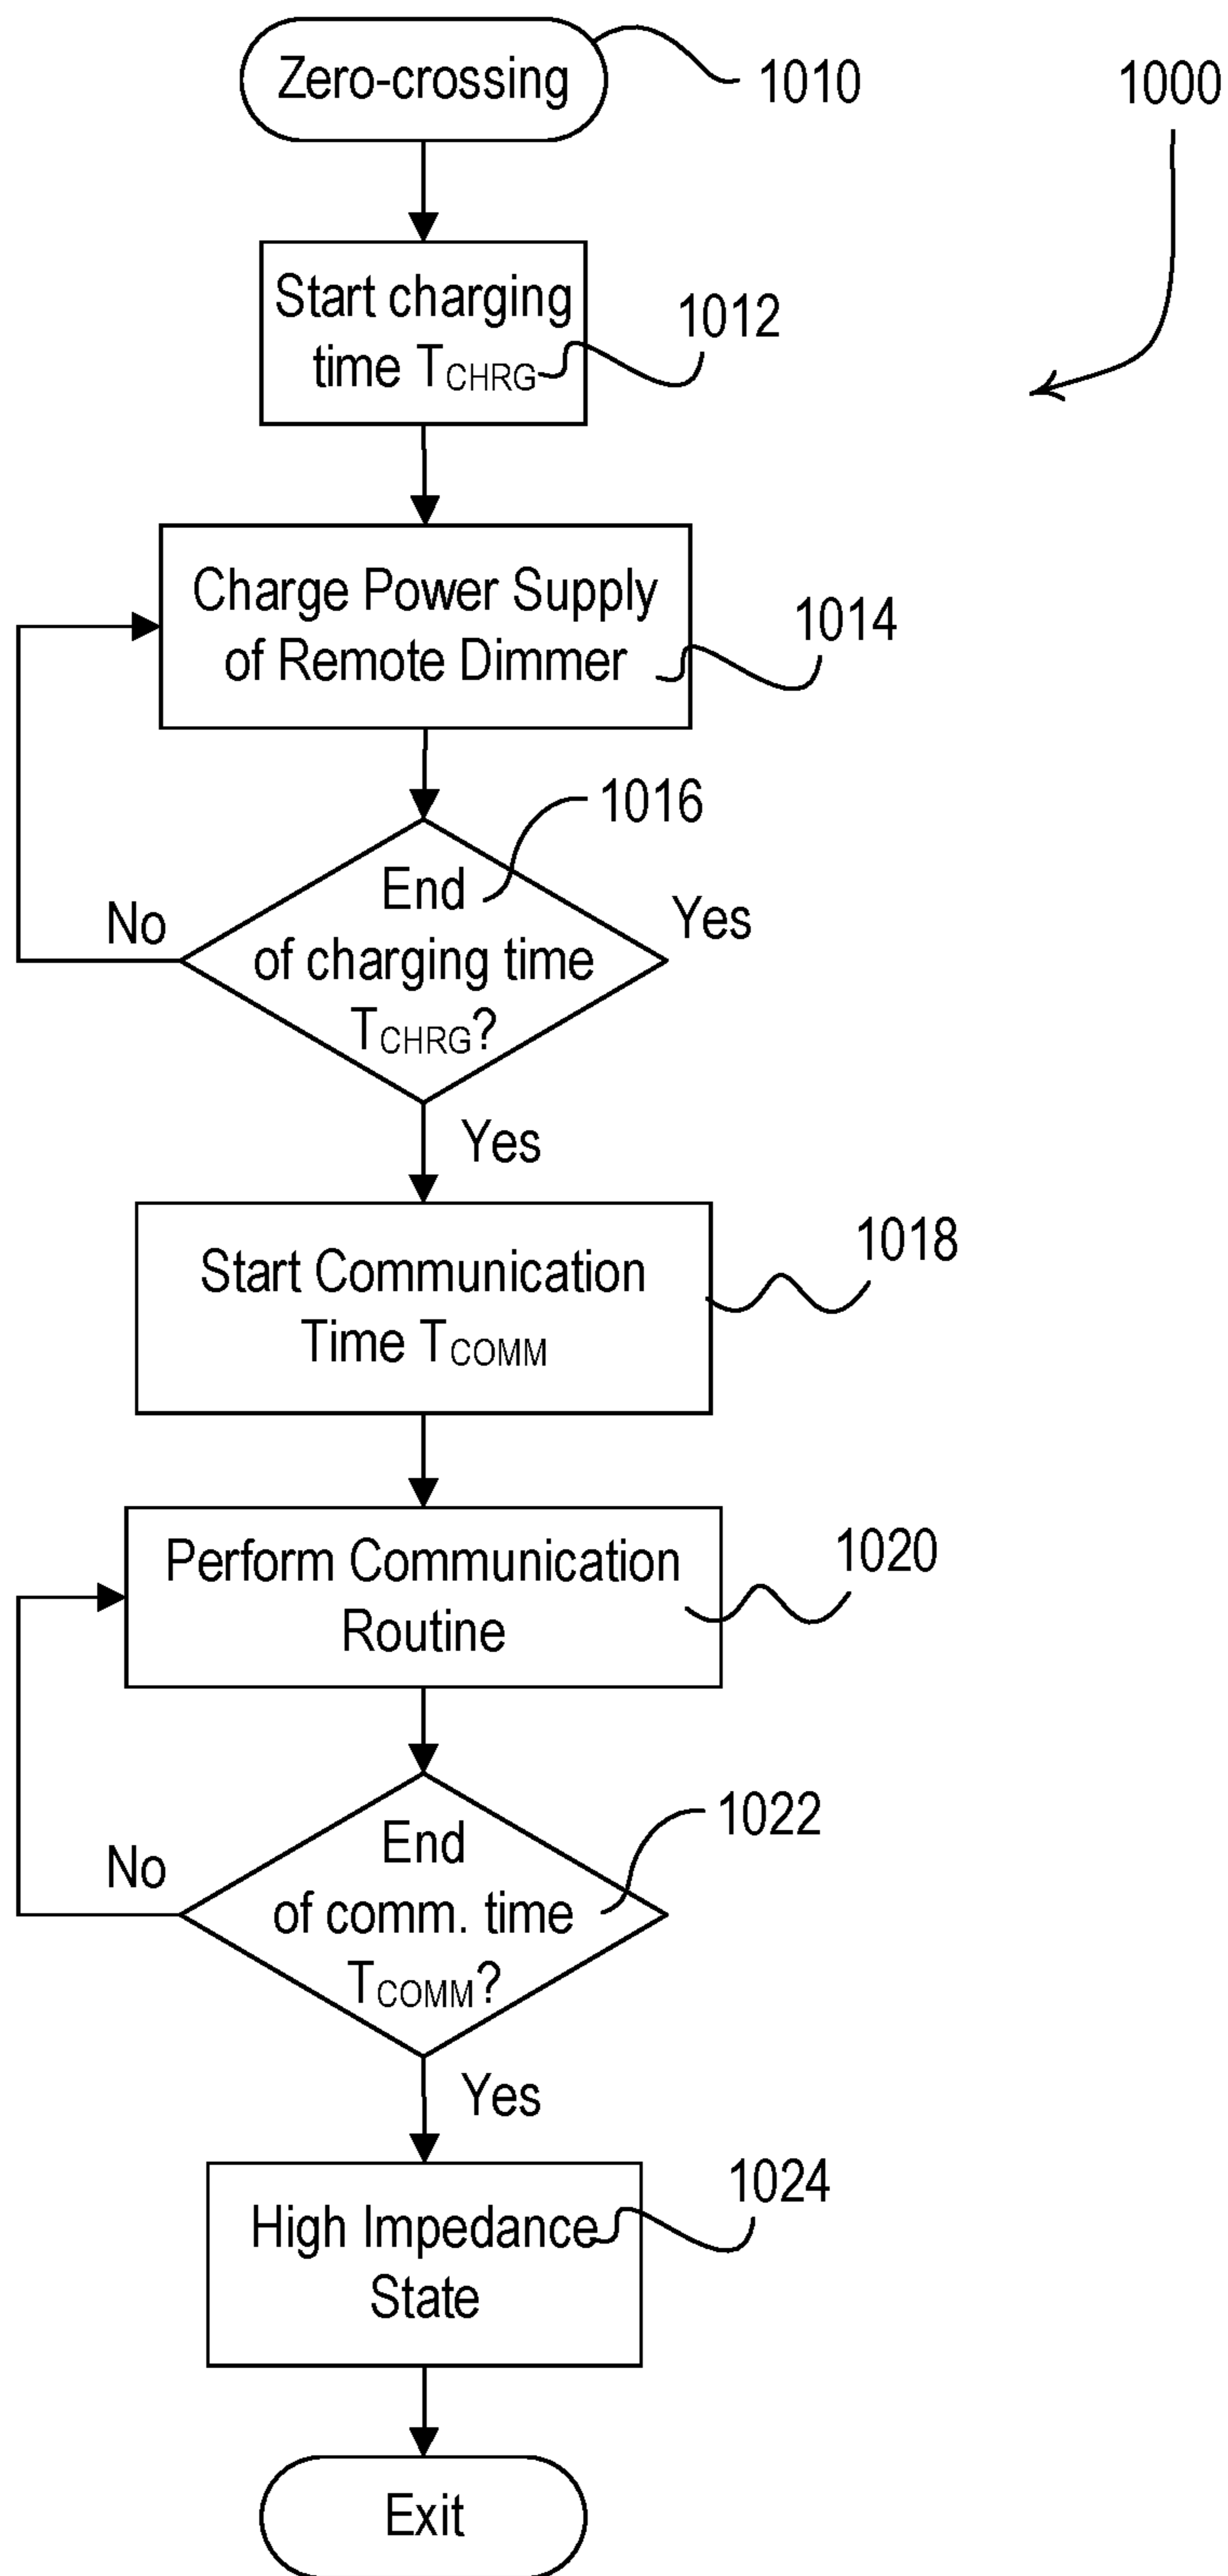 Zero-crossing
1010
1000
Start charging
time TCHRG
1012
Charge Power Supply
of Remote Dimmer
1014
1016
End
of charging time
TCHRG?
No
Yes
Yes
Start Communication
Time TCOMM
1018
Perform Communication
Routine
1020
End
of comm. time
TCOMM?
1022
No
Yes
High Impedance
State
1024
Exit